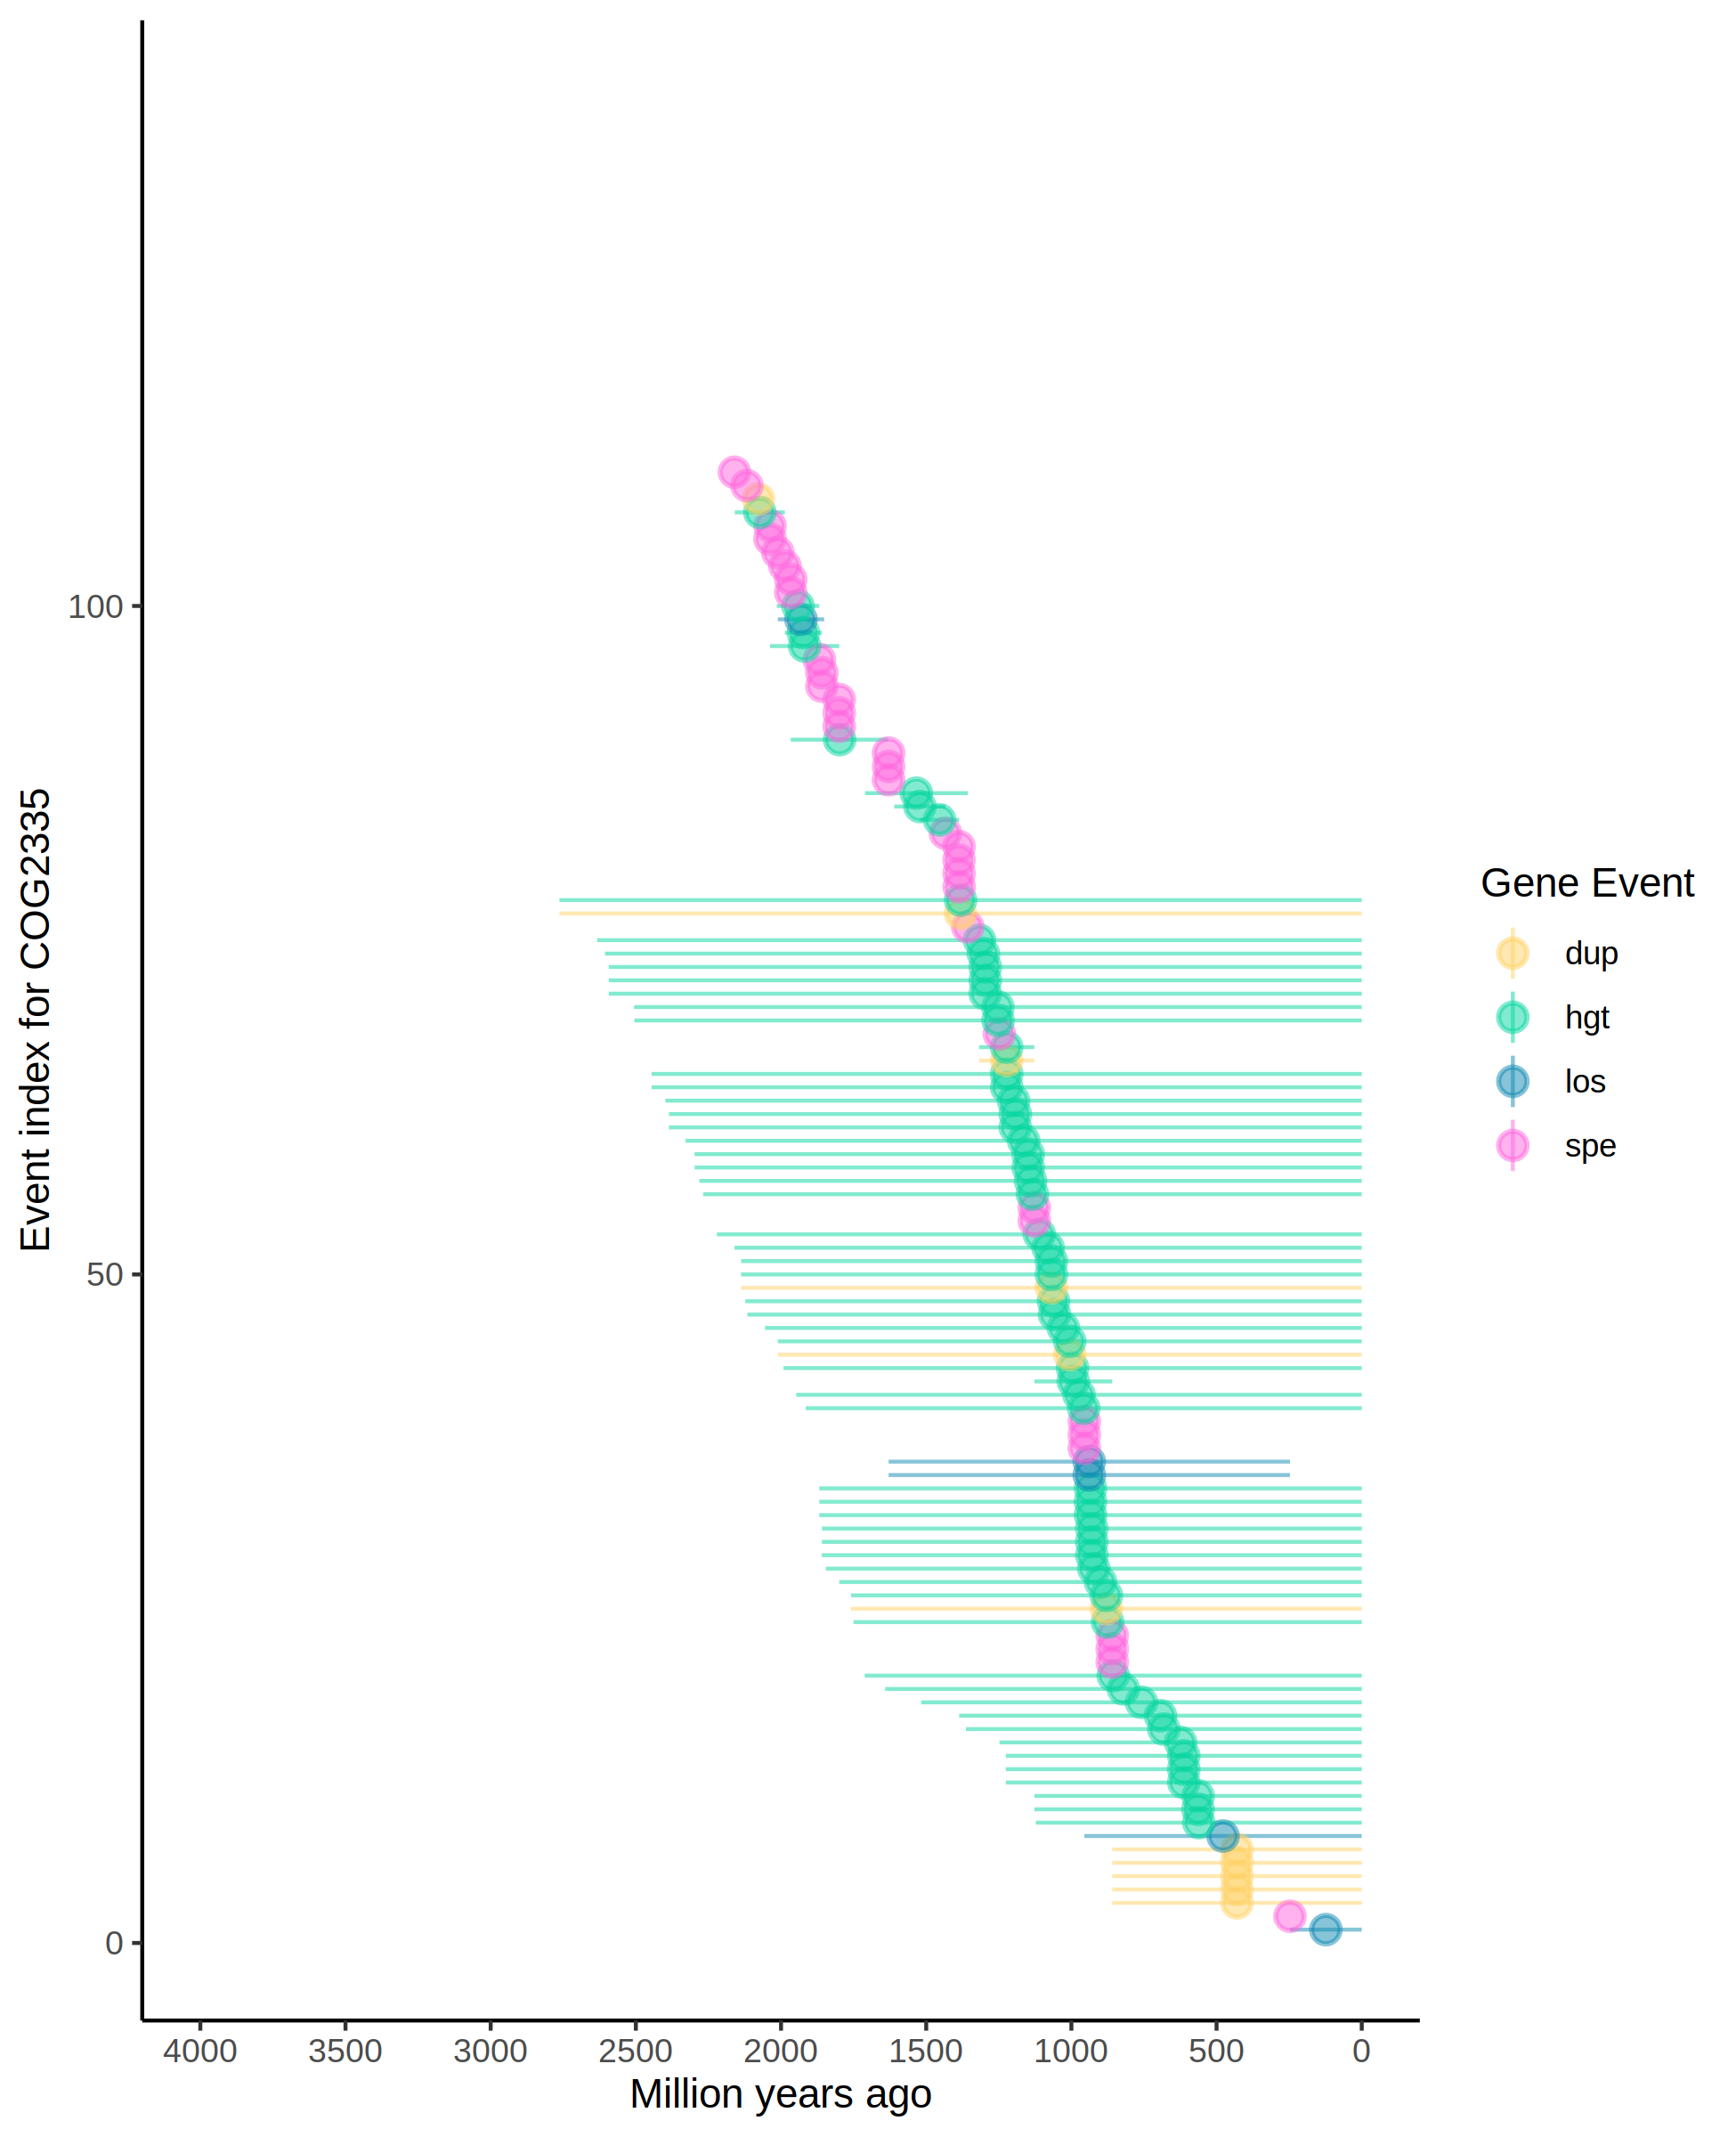 Event index for COG2335
100
50
0
4000 3500 3000 2500 2000 1500 1000 500 0
Million years ago
Gene Event
dup
hgt
los
spe